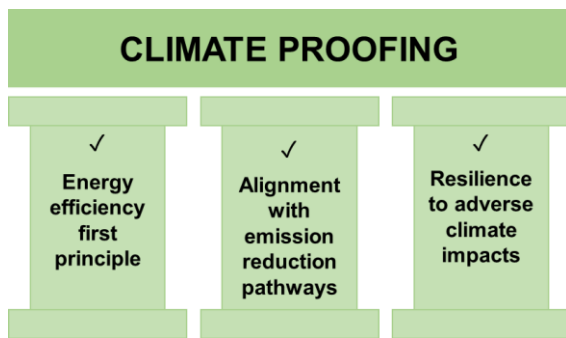 CLIMATE PROOFING
✓
Energy
efficiency
first
principle
✓
Alignment
with
emission
reduction
pathways
✓
Resilience
to adverse
climate
impacts